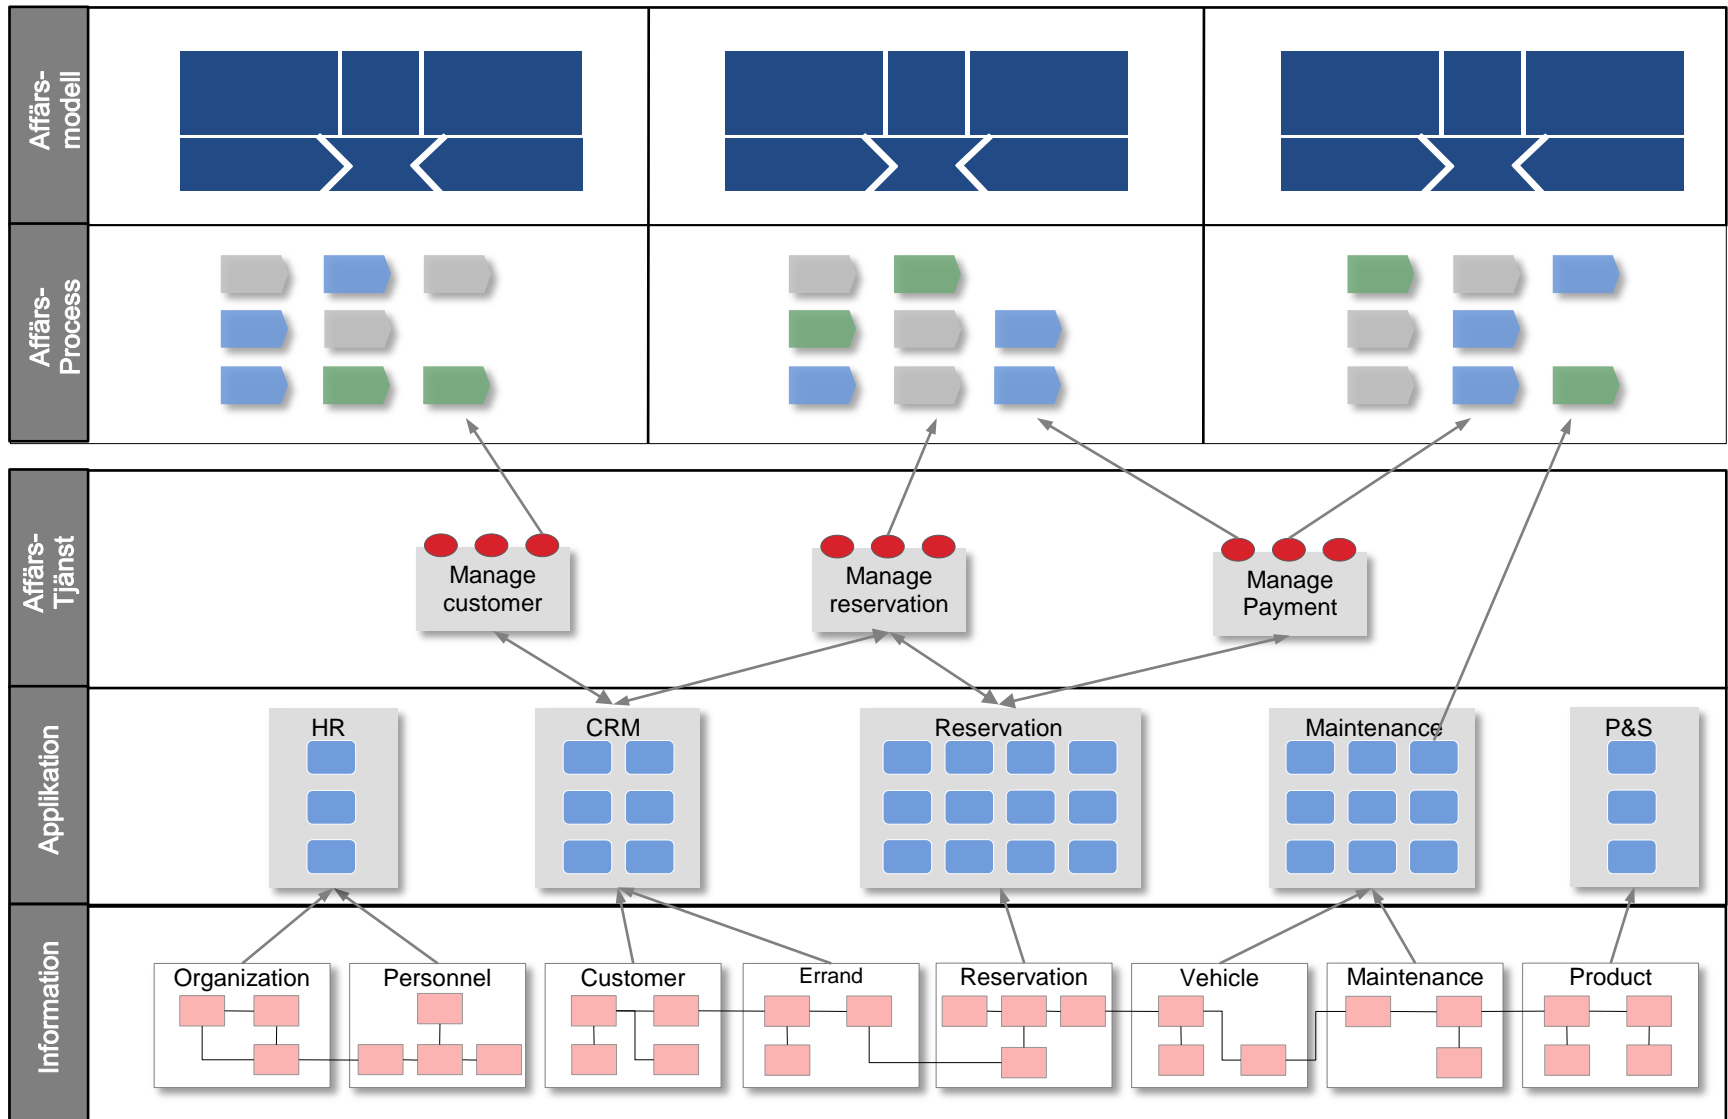 Affärs-
modell
Affärs-
Process
Affärs-
Tjänst
Manage
customer
Manage
reservation
Manage
Payment
Applikation
HR
CRM
Reservation
Maintenance
P&S
Information
Organization
Personnel
Customer
Errand
Reservation
Vehicle
Maintenance
Product